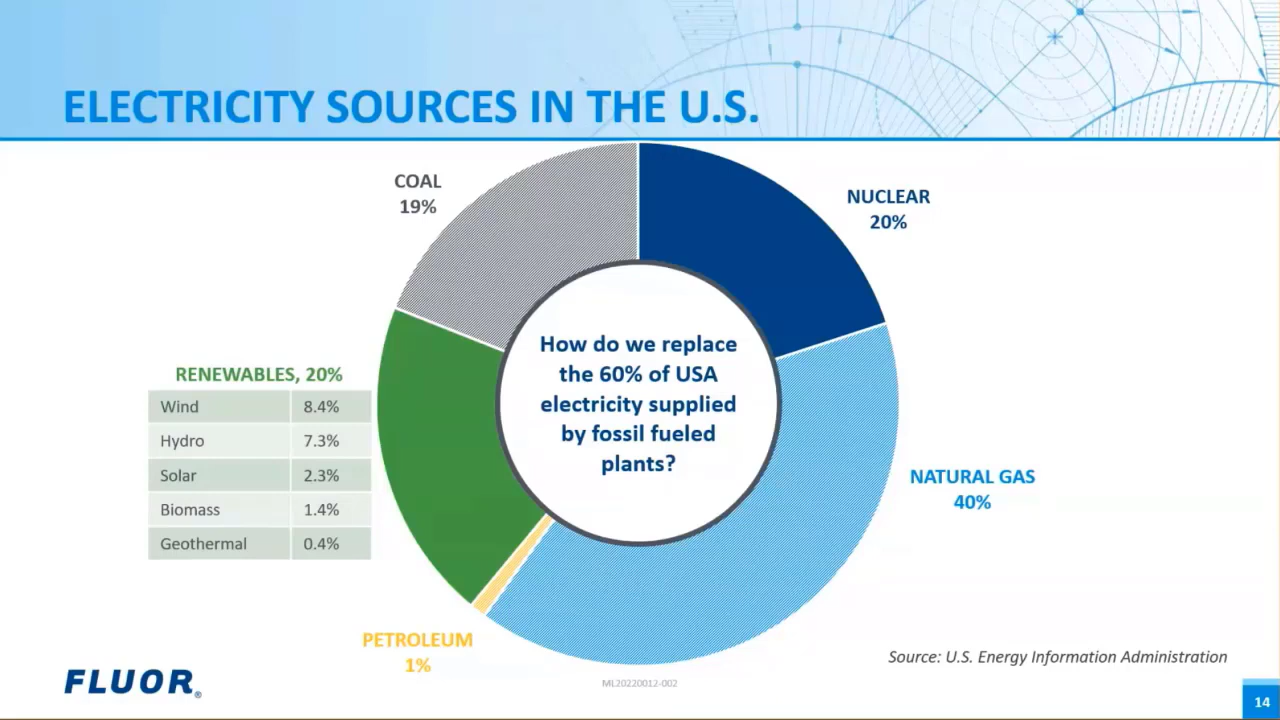 ELECTRICITY SOURCES IN THE U.S.
COAL
19%
NUCLEAR
20%
How do we replace
the 60% of USA
electricity supplied
by fossil fueled
plants?
RENEWABLES, 20%
Wind 8.4%
Hydro 7.3%
Solar 2.3%
Biomass 1.4%
Geothermal 0.4%
NATURAL GAS
40%
PETROLEUM
1%
Source: U.S. Energy Information Administration
FLUOR®
ML20220012-002
14